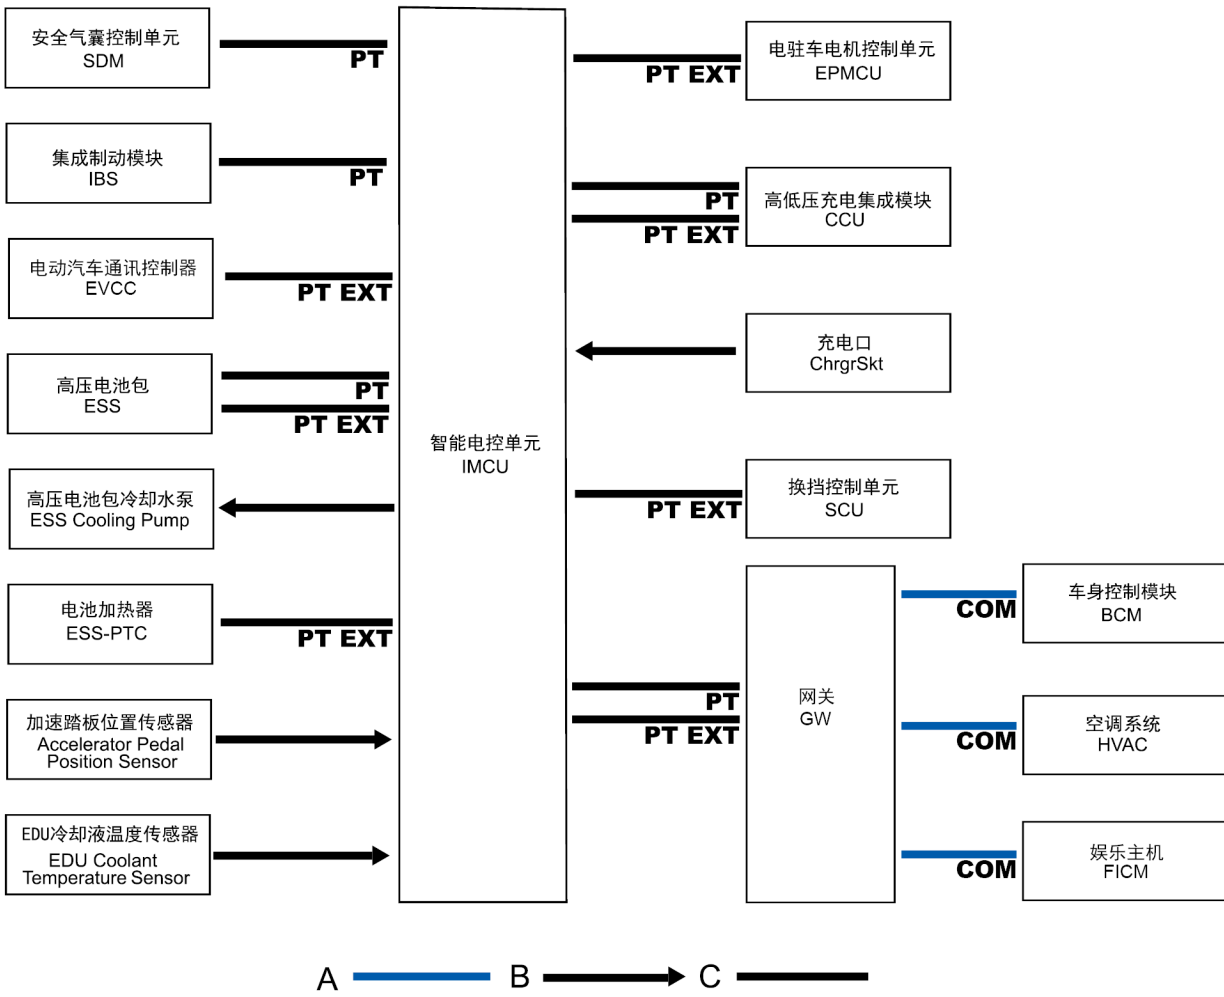 安全气囊控制单元
SDM
PT
集成制动模块
IBS
PT
电动汽车通讯控制器
EVCC
PT EXT
高压电池包
ESS
PT
PT EXT
高压电池包冷却水泵
ESS Cooling Pump
电池加热器
ESS-PTC
PT EXT
加速踏板位置传感器
Accelerator Pedal
Position Sensor
EDU冷却液温度传感器
EDU Coolant
Temperature Sensor
智能电控单元
IMCU
电驻车电机控制单元
EPMCU
PT EXT
高低压充电集成模块
CCU
PT
PT EXT
充电口
ChrgrSkt
换挡控制单元
SCU
PT EXT
网关
GW
PT
PT EXT
车身控制模块
BCM
COM
空调系统
HVAC
COM
娱乐主机
FICM
COM
A B C